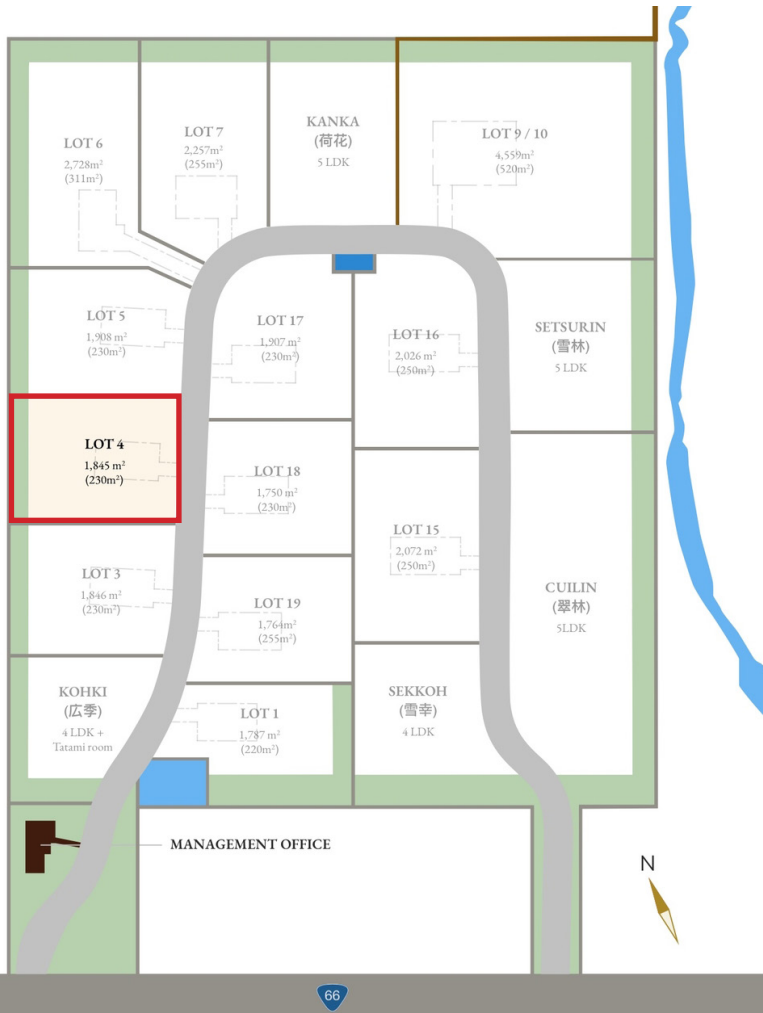 LOT 6
2,728m²
(311m²)
LOT 7
2,257m²
(255m²)
KANKA
(荷花)
5 LDK
LOT 9 / 10
4,559m²
(520m²)
LOT 5
1,908 m²
(230m²)
LOT 17
1,907 m²
(230m²)
LOT 16
2,026 m²
(250m²)
SETSURIN
(雪林)
5 LDK
LOT 4
1,845 m²
(230m²)
LOT 18
1,750 m²
(230m²)
LOT 15
2,072 m²
(250m²)
LOT 3
1,846 m²
(230m²)
LOT 19
1,764m²
(255m²)
CUILIN
(翠林)
5LDK
KOHKI
(広季)
4 LDK +
Tatami room
LOT 1
1,787 m²
(220m²)
SEKKOH
(雪幸)
4 LDK
MANAGEMENT OFFICE
N
66